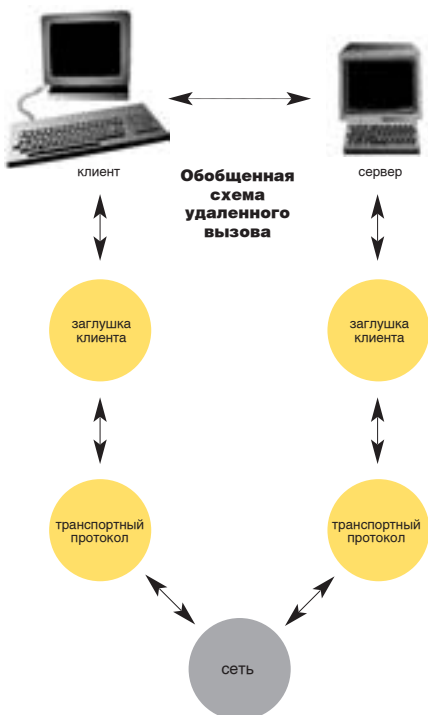 клиент
сервер
Обобщенная
схема
удаленного
вызова
заглушка
клиента
заглушка
клиента
транспортный
протокол
транспортный
протокол
сеть